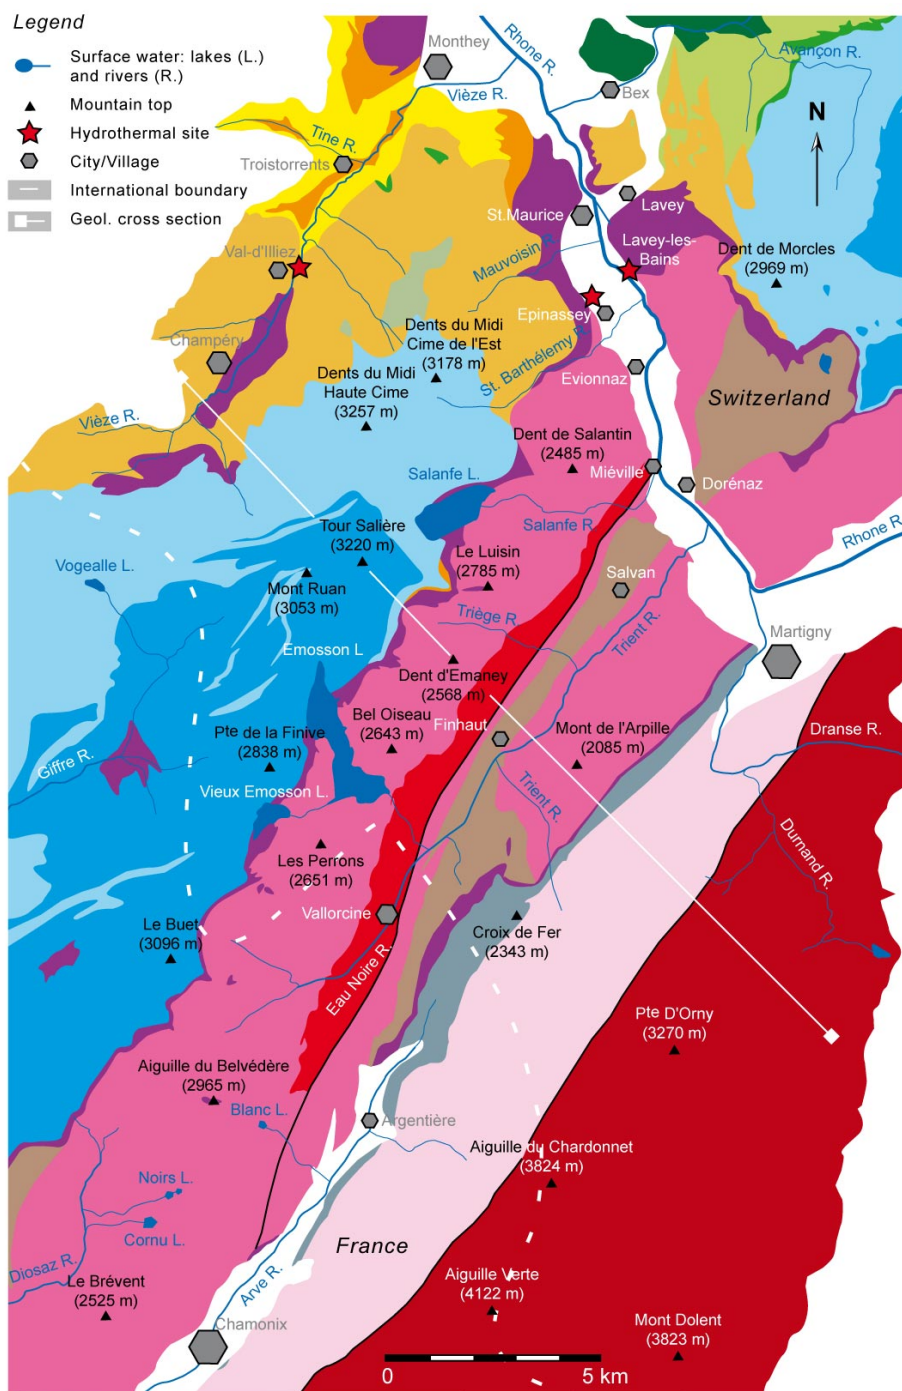 Legend
Surface water: lakes (L.)
and rivers (R.)
Mountain top
Hydrothermal site
City/Village
International boundary
Geol. cross section
Monthey
Rhone R.
Vièze R.
Bex
Avançon R.
N
Tine R.
Troistorrents
St.Maurice
Lavey
Val-d'Illiez
Mauvoisin R.
Lavey-les-
Bains
Dent de Morcles
(2969 m)
Epinassey
Champéry
Dents du Midi
Cime de l'Est
(3178 m)
St. Barthélemy R.
Dents du Midi
Haute Cime
(3257 m)
Evionnaz
Switzerland
Vièze R.
Dent de Salantin
(2485 m)
Miéville
Salanfe L.
Dorénaz
Salanfe R.
Tour Salière
(3220 m)
Rhone R.
Vogealle L.
Mont Ruan
(3053 m)
Le Luisin
(2785 m)
Salvan
Triège R.
Trient R.
Martigny
Emosson L
Dent d'Emaney
(2568 m)
Bel Oiseau
(2643 m)
Finhaut
Mont de l'Arpille
(2085 m)
Dranse R.
Pte de la Finive
(2838 m)
Giffre R.
Vieux Emosson L.
Trient R.
Durnand R.
Les Perrons
(2651 m)
Vallorcine
Le Buet
(3096 m)
Croix de Fer
(2343 m)
Eau Noire R.
Pte D'Orny
(3270 m)
Aiguille du Belvédère
(2965 m)
Blanc L.
Argentière
Aiguille du Chardonnet
(3824 m)
Noirs L.
Cornu L.
France
Diosaz R.
Le Brévent
(2525 m)
Arve R.
Aiguille Verte
(4122 m)
Chamonix
Mont Dolent
(3823 m)
0 5 km